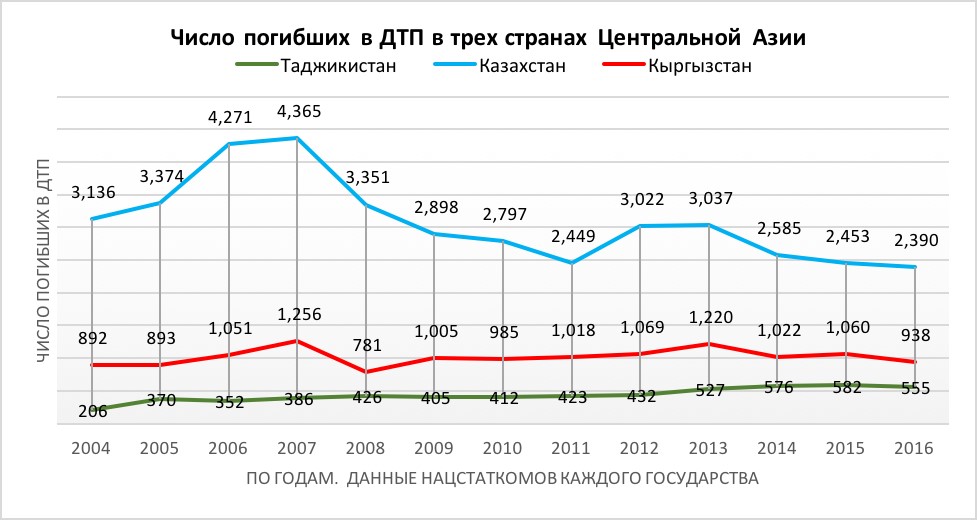 Число погибших в ДТП в трех странах Центральной Азии
Таджикистан Казахстан Кыргызстан
ЧИСЛО ПОГИБШИХ В ДТП
3,136 3,374 4,271 4,365 3,351 2,898 2,797 2,449 3,022 3,037 2,585 2,453 2,390
892 893 1,051 1,256 781 1,005 985 1,018 1,069 1,220 1,022 1,060 938
206 370 352 386 426 405 412 423 432 527 576 582 555
2004 2005 2006 2007 2008 2009 2010 2011 2012 2013 2014 2015 2016
ПО ГОДАМ. ДАННЫЕ НАЦСТАТКОМОВ КАЖДОГО ГОСУДАРСТВА